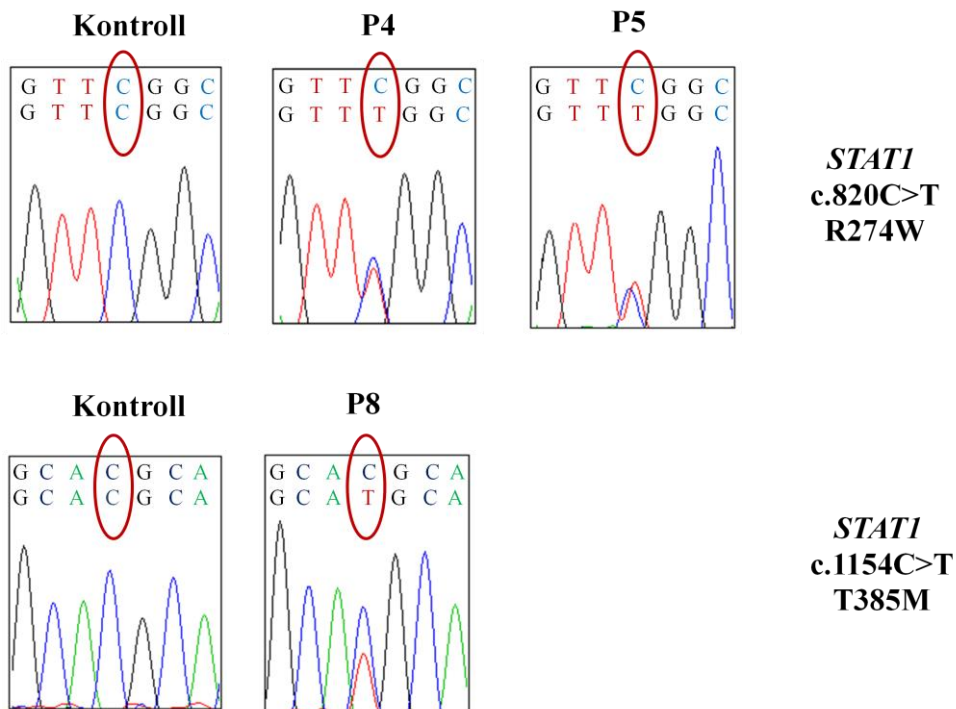 Kontroll
P4
P5
G T T C G G C
G T T C G G C
G T T C G G C
G T T T G G C
G T T C G G C
G T T T G G C
STAT1
c.820C>T
R274W
Kontroll
P8
G C A C G C A
G C A C G C A
G C A C G C A
G C A T G C A
STAT1
c.1154C>T
T385M